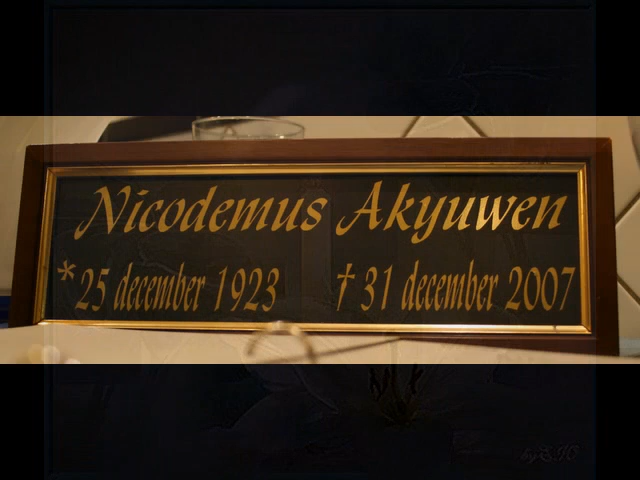 Nicodemus Akyuwen
* 25 december 1923 † 31 december 2007